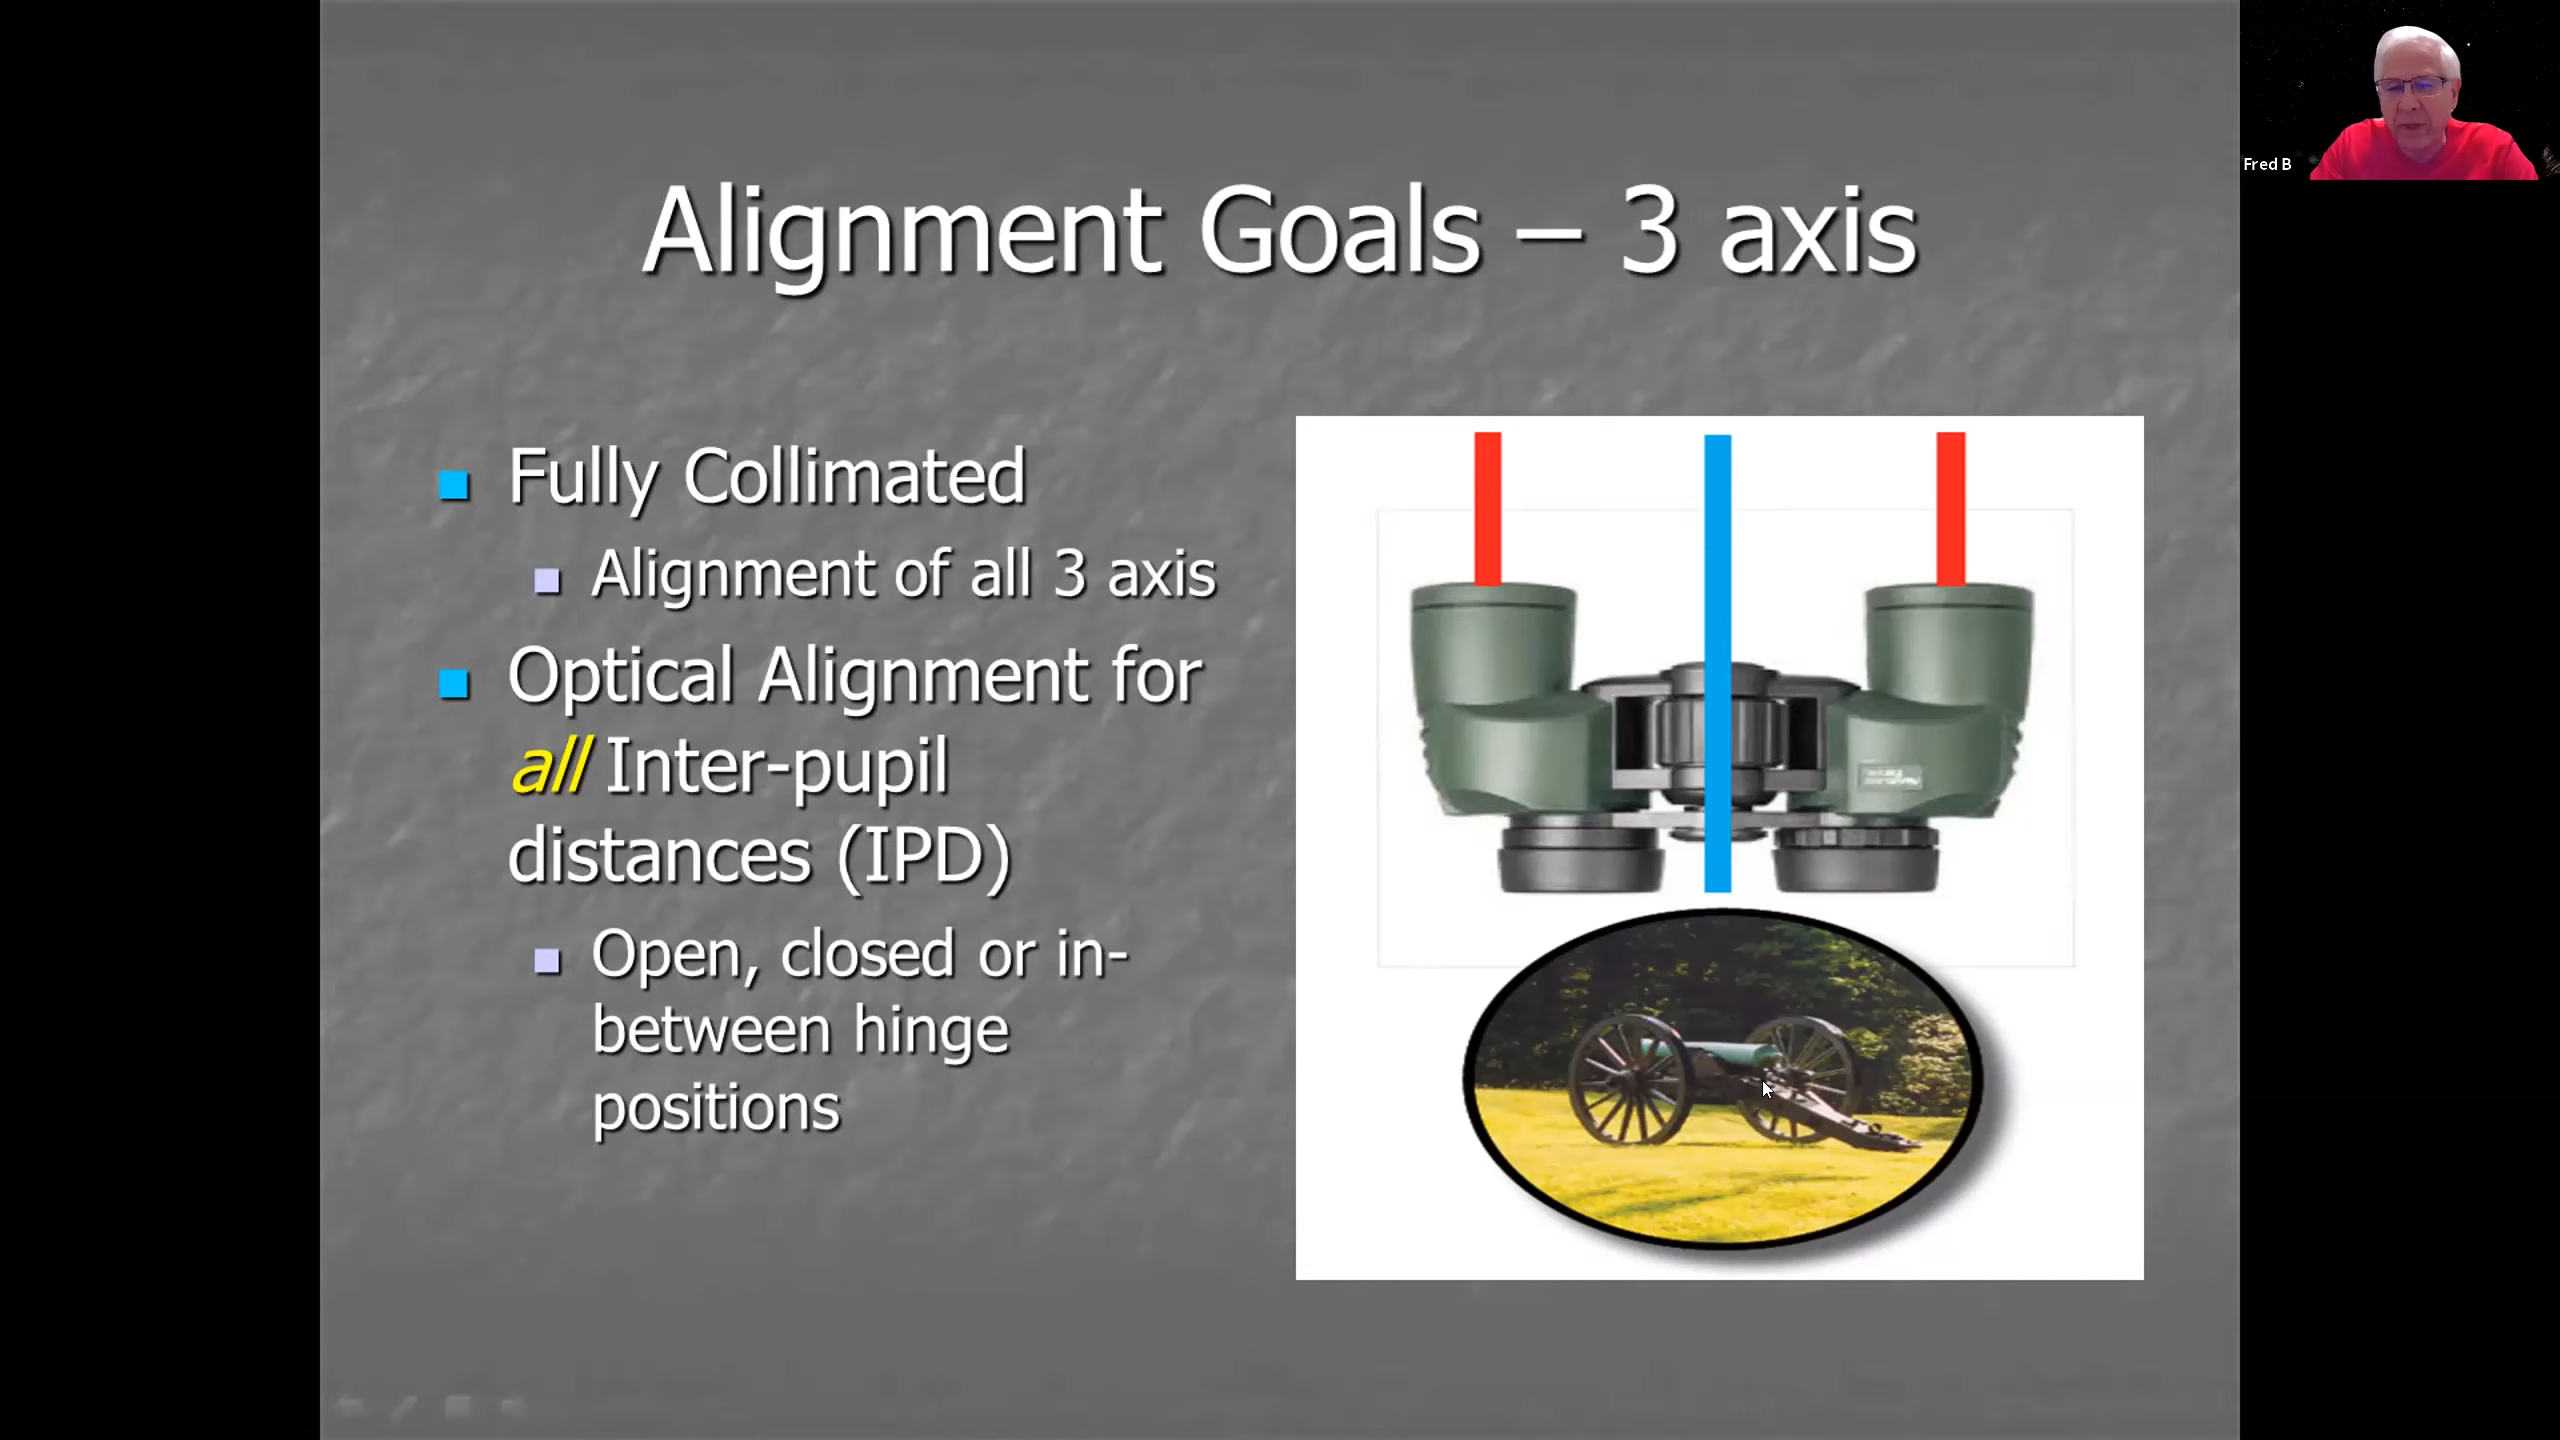 Alignment Goals – 3 axis
Fully Collimated
Alignment of all 3 axis
Optical Alignment for
all Inter-pupil
distances (IPD)
Open, closed or in-
between hinge
positions
Fred B